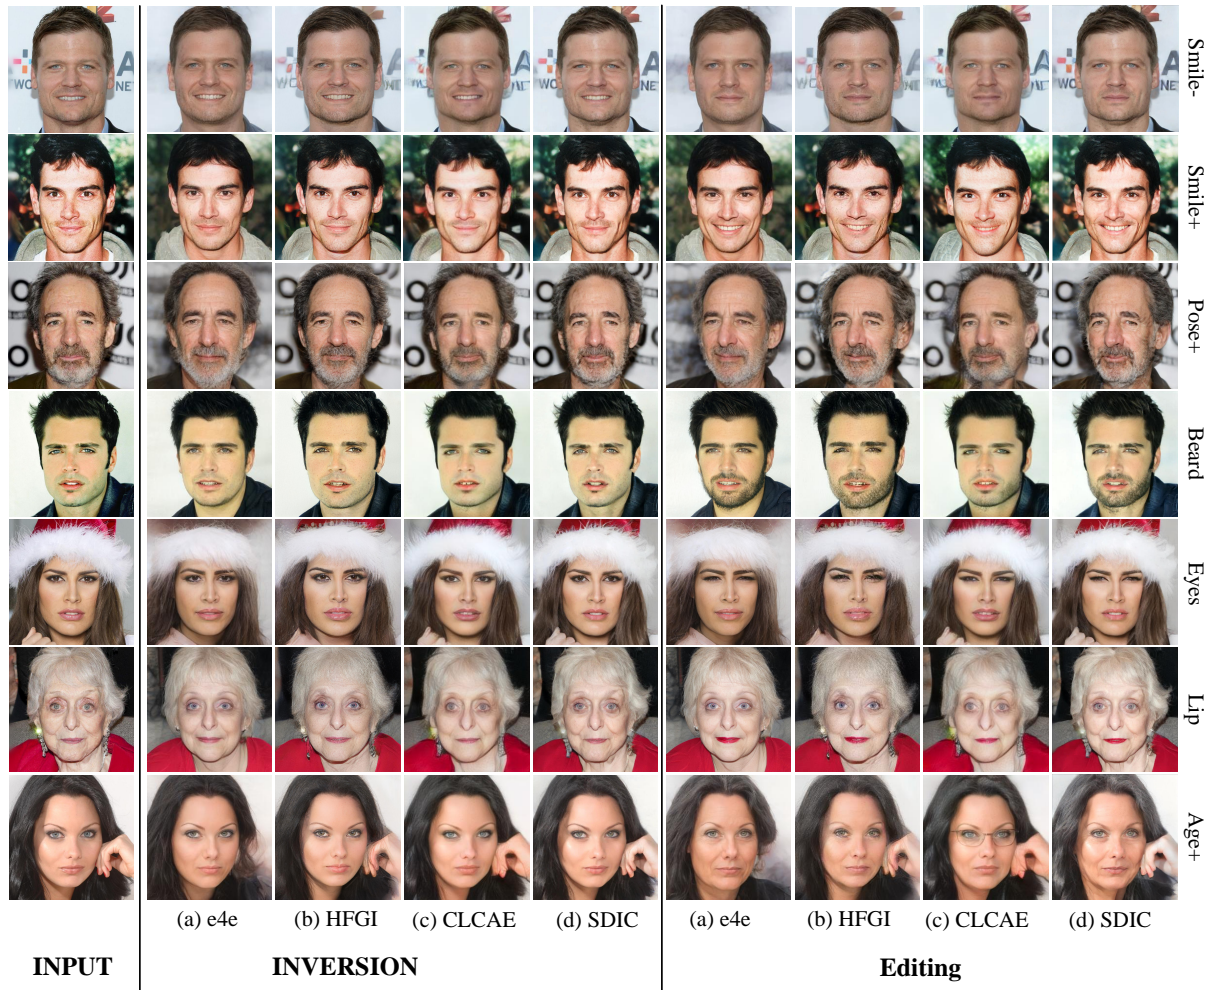 Smile-
Smile+
Pose+
Beard
Eyes
Lip
Age+
(a) e4e
(b) HFGI
(c) CLCAE
(d) SDIC
(a) e4e
(b) HFGI
(c) CLCAE
(d) SDIC
INPUT
INVERSION
Editing